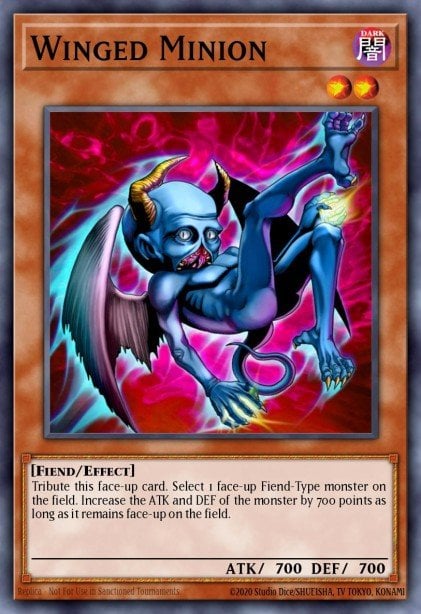 WINGED MINION
DARK
闇
[FIEND/EFFECT]
Tribute this face-up card. Select 1 face-up Fiend-Type monster on
the field. Increase the ATK and DEF of the monster by 700 points as
long as it remains face-up on the field.
ATK/ 700 DEF/ 700
Replica - Not For Use in Sanctioned Tournaments.
©2020 Studio Dice/SHUEISHA, TV TOKYO, KONAMI